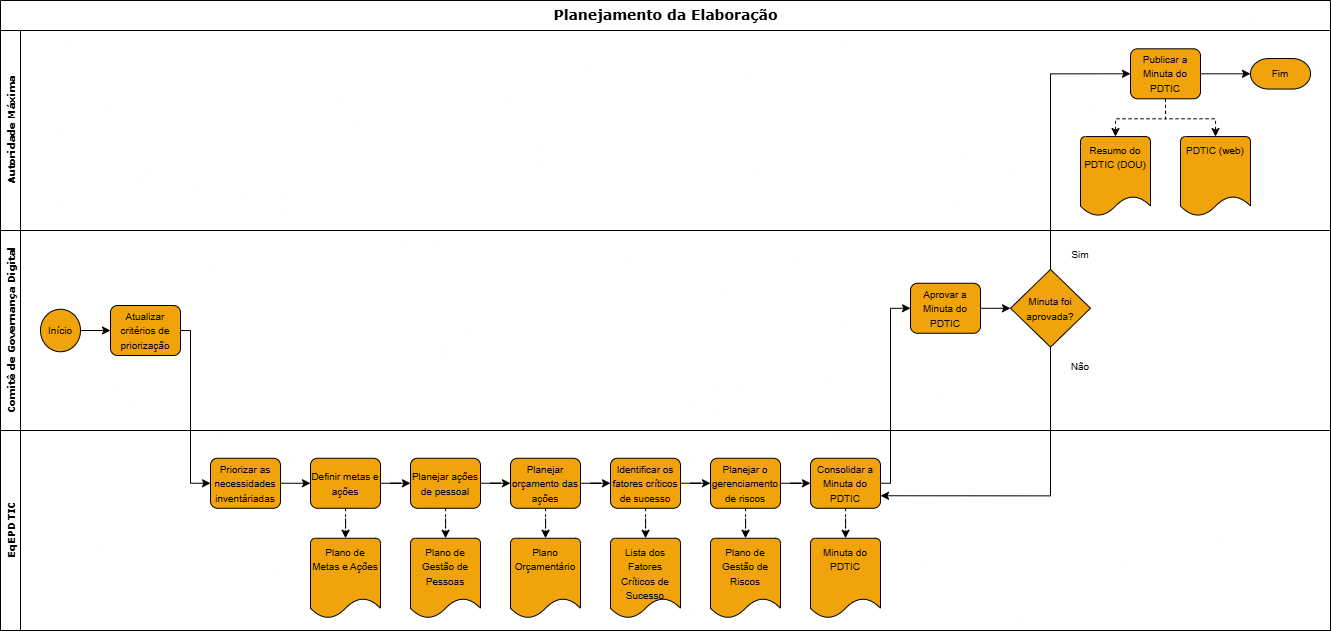 Planejamento da Elaboração
Autoridade Máxima
Publicar a
Minuta do
PDTIC
Fim
Resumo do
PDTIC (DOU)
PDTIC (web)
Comitê de Governança Digital
Início
Atualizar
critérios de
priorização
Aprovar a
Minuta do
PDTIC
Minuta foi
aprovada?
Sim
Não
EqEPD TIC
Priorizar as
necessidades
inventáriadas
Definir metas e
ações
Planejar ações
de pessoal
Planejar
orçamento das
ações
Identificar os
fatores críticos
de sucesso
Planejar o
gerenciamento
de riscos
Consolidar a
Minuta do
PDTIC
Plano de
Metas e Ações
Plano de
Gestão de
Pessoas
Plano
Orçamentário
Lista dos
Fatores
Críticos de
Sucesso
Plano de
Gestão de
Riscos
Minuta do
PDTIC